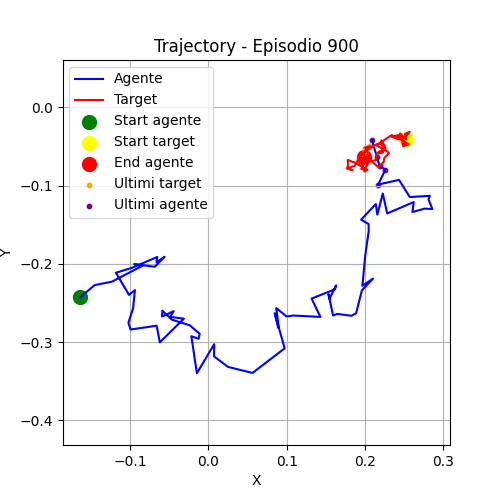 Trajectory - Episodio 900
Agente
Target
Start agente
Start target
End agente
Ultimi target
Ultimi agente
0.0
−0.1
−0.2
−0.3
−0.4
Y
−0.1
0.0
0.1
0.2
0.3
X